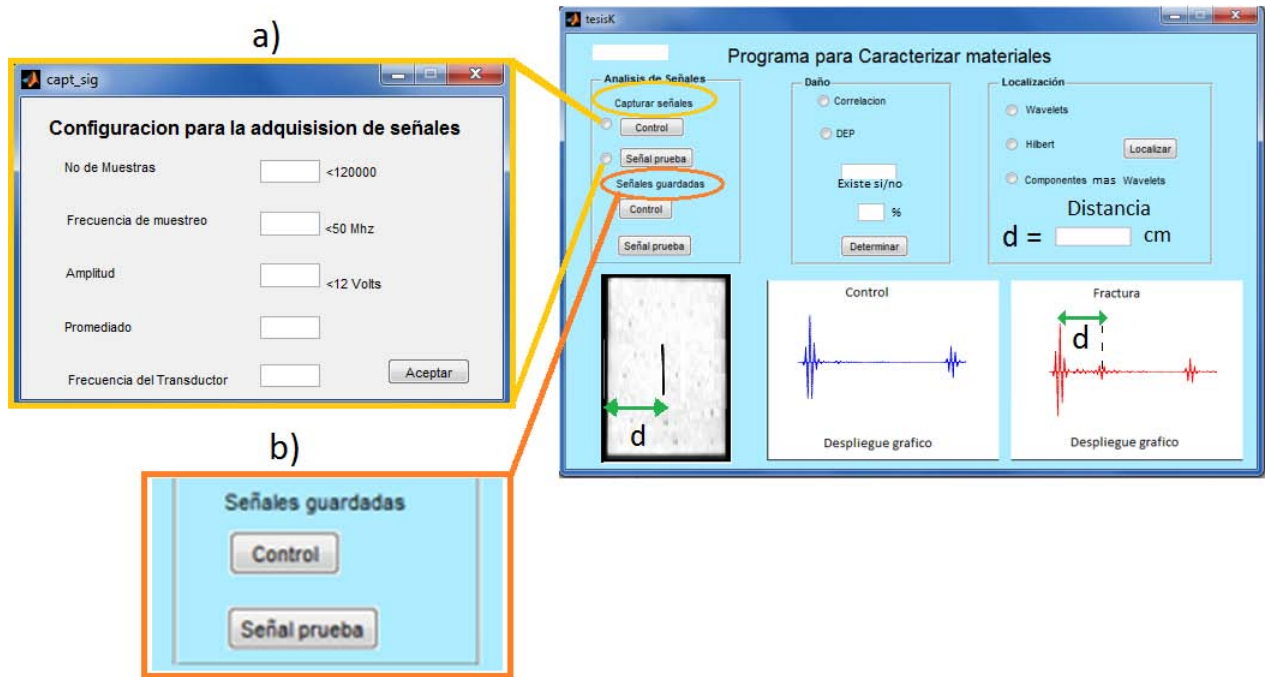 a)
capt_sig
Configuracion para la adquisision de señales
No de Muestras <120000
Frecuencia de muestreo <50 Mhz
Amplitud <12 Volts
Promediado
Frecuencia del Transductor
Aceptar
b)
Señales guardadas
Control
Señal prueba
tesisK
Programa para Caracterizar materiales
Analisis de Señales
Capturar señales
Control
Señal prueba
Señales guardadas
Control
Señal prueba
Daño
Correlacion
DEP
Existe si/no
%
Determinar
Localización
Wavelets
Hilbert
Localizar
Componentes mas Wavelets
Distancia
d = cm
d
Control
Despliegue grafico
Fractura
d
Despliegue grafico